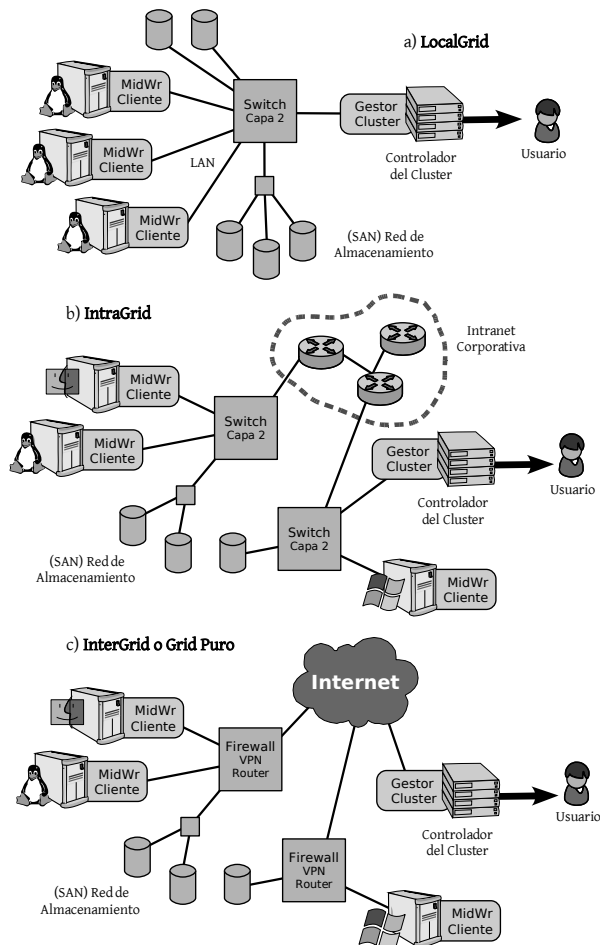 a) LocalGrid
MidWr
Cliente
MidWr
Cliente
MidWr
Cliente
LAN
Switch
Capa 2
Gestor
Cluster
Controlador
del Cluster
Usuario
(SAN) Red de
Almacenamiento
b) IntraGrid
Intranet
Corporativa
MidWr
Cliente
MidWr
Cliente
Switch
Capa 2
Gestor
Cluster
Controlador
del Cluster
Usuario
(SAN) Red de
Almacenamiento
Switch
Capa 2
MidWr
Cliente
c) InterGrid o Grid Puro
Internet
MidWr
Cliente
MidWr
Cliente
Firewall
VPN
Router
Gestor
Cluster
Controlador
del Cluster
Usuario
(SAN) Red de
Almacenamiento
Firewall
VPN
Router
MidWr
Cliente